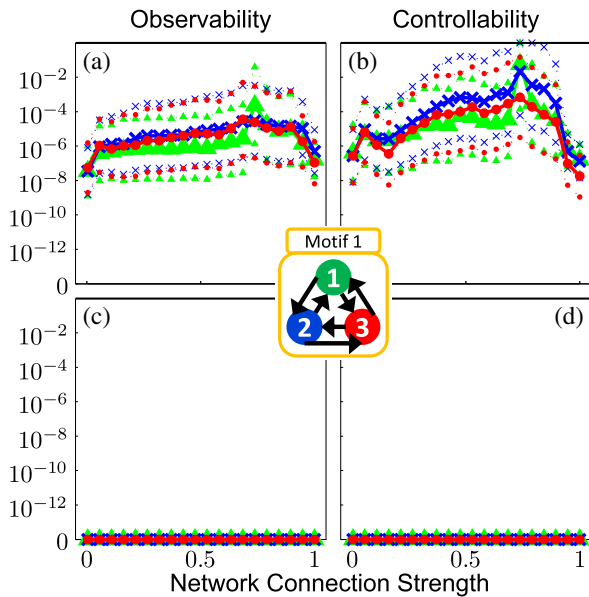 Observability Controllability
(a) (b)
10⁻²
10⁻⁴
10⁻⁶
10⁻⁸
10⁻¹⁰
10⁻¹²
0
Motif 1
1
2 3
(c) (d)
10⁻²
10⁻⁴
10⁻⁶
10⁻⁸
10⁻¹⁰
10⁻¹²
0
0 0.5 1 0 0.5 1
Network Connection Strength